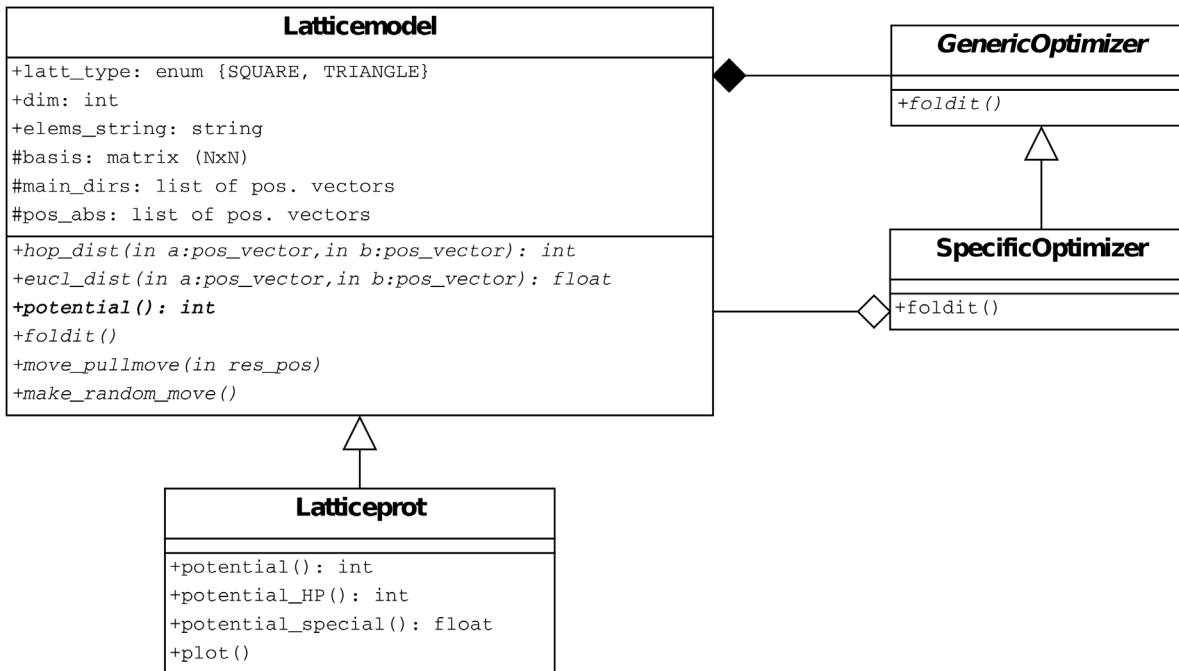 Latticemodel
+latt_type: enum {SQUARE, TRIANGLE}
+dim: int
+elems_string: string
#basis: matrix (NxN)
#main_dirs: list of pos. vectors
#pos_abs: list of pos. vectors
+hop_dist(in a:pos_vector,in b:pos_vector): int
+eucl_dist(in a:pos_vector,in b:pos_vector): float
+potential(): int
+foldit()
+move_pullmove(in res_pos)
+make_random_move()
GenericOptimizer
+foldit()
SpecificOptimizer
+foldit()
Latticeprot
+potential(): int
+potential_HP(): int
+potential_special(): float
+plot()